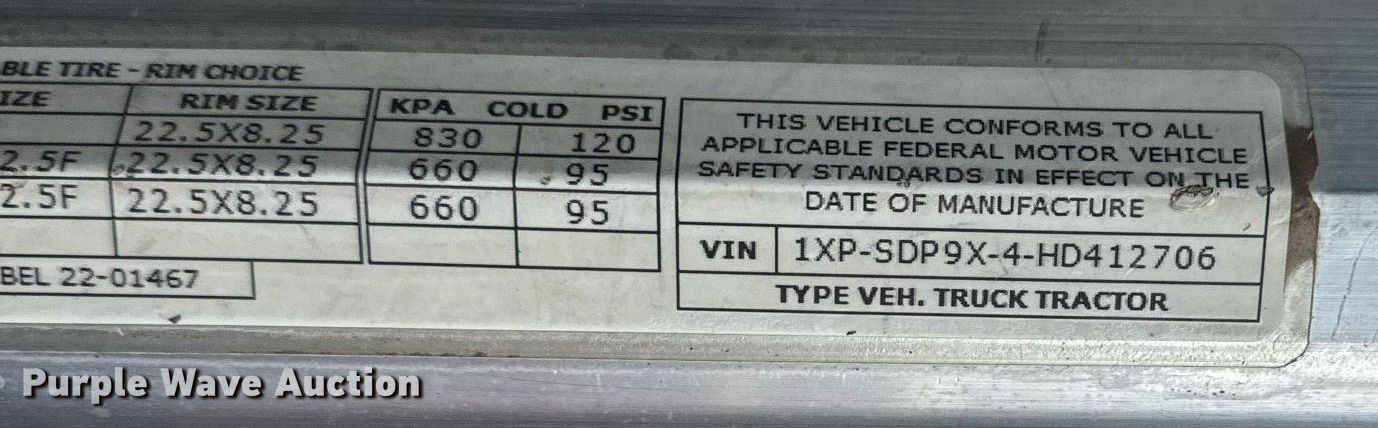 BLE TIRE - RIM CHOICE
IZE RIM SIZE KPA COLD PSI
22.5X8.25 830 120
2.5F 22.5X8.25 660 95
2.5F 22.5X8.25 660 95
BEL 22-01467
THIS VEHICLE CONFORMS TO ALL
APPLICABLE FEDERAL MOTOR VEHICLE
SAFETY STANDARDS IN EFFECT ON THE
DATE OF MANUFACTURE
VIN 1XP-SDP9X-4-HD412706
TYPE VEH. TRUCK TRACTOR
Purple Wave Auction